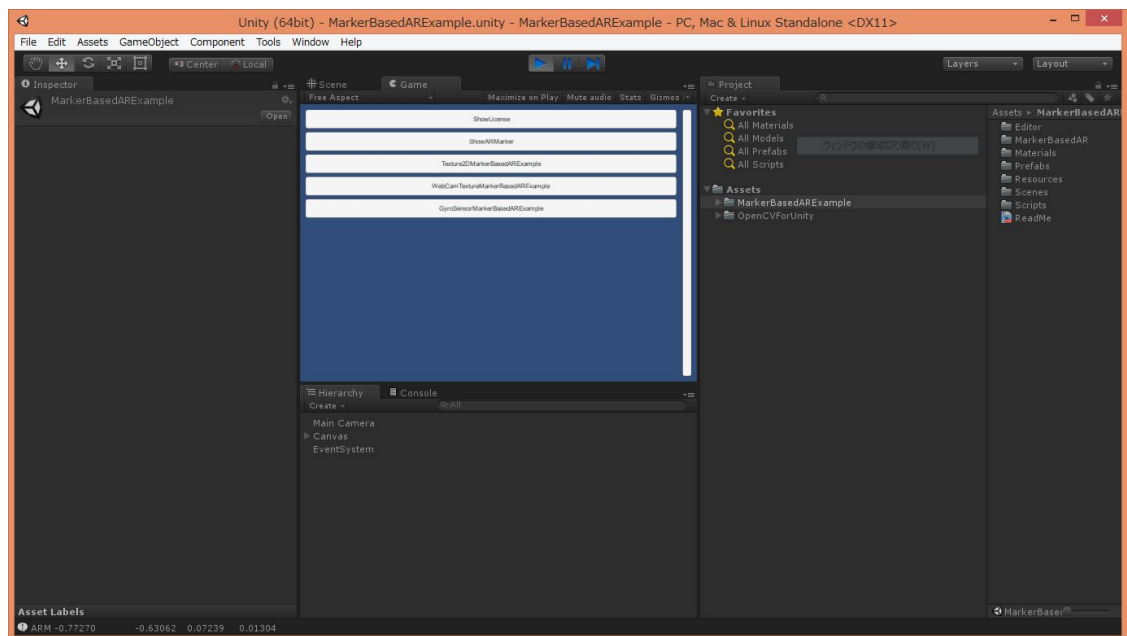 Unity (64bit) - MarkerBasedARExample.unity - MarkerBasedARExample - PC, Mac & Linux Standalone <DX11>
File Edit Assets GameObject Component Tools Window Help
Center Local
Layers Layout
Inspector
MarkerBasedARExample
Open
Scene Game
Free Aspect Maximize on Play Mute audio Stats Gizmos
ShowLicense
ShowARMarker
Texture2DMarkerBasedARExample
WebCamTextureMarkerBasedARExample
GyroSensorMarkerBasedARExample
Hierarchy Console
Create All
Main Camera
Canvas
EventSystem
Project
Create
Favorites
All Materials
All Models
All Prefabs
All Scripts
Assets
MarkerBasedARExample
OpenCVForUnity
Assets MarkerBasedAR
Editor
MarkerBasedAR
Materials
Prefabs
Resources
Scenes
Scripts
ReadMe
Asset Labels
ARM -0.77270 -0.63062 0.07239 0.01304